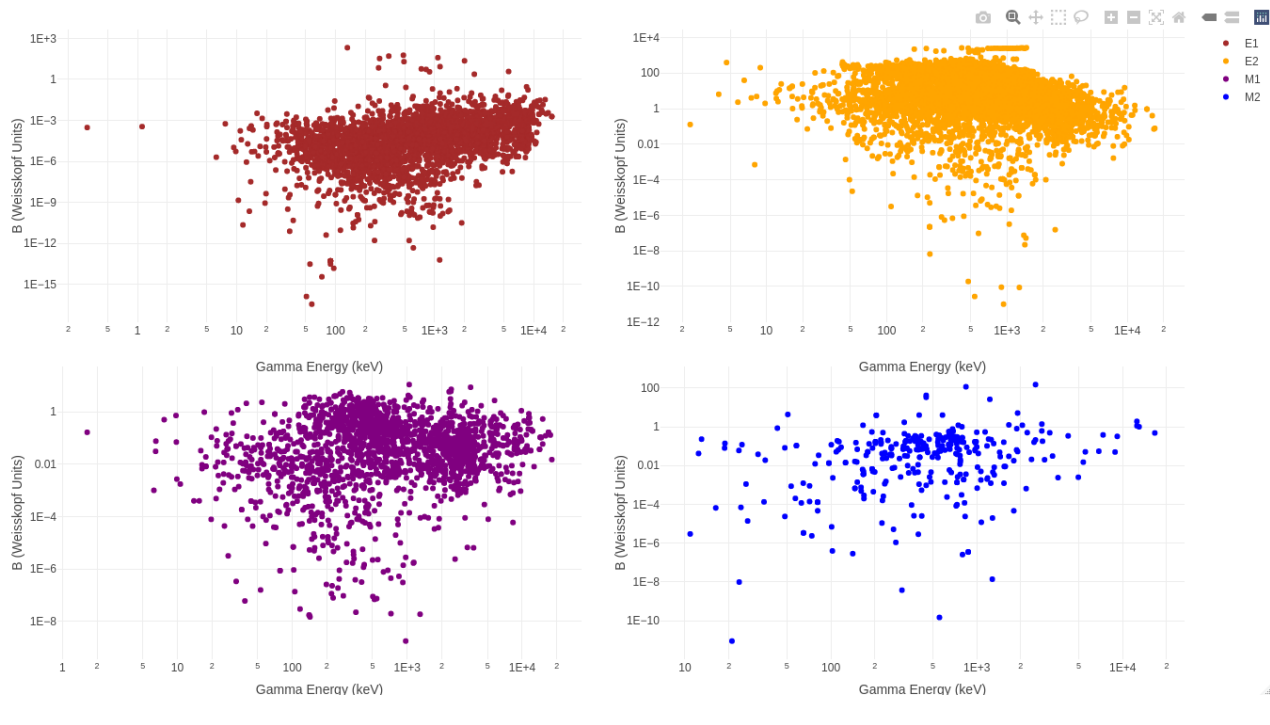 1E+3
1
1E−3
1E−6
1E−9
1E−12
1E−15
B (Weisskopf Units)
2 5 1 2 5 10 2 5 100 2 5 1E+3 2 5 1E+4 2
Gamma Energy (keV)
1E+4
100
1
0.01
1E−4
1E−6
1E−8
1E−10
1E−12
B (Weisskopf Units)
2 5 10 2 5 100 2 5 1E+3 2 5 1E+4 2
Gamma Energy (keV)
E1
E2
M1
M2
1
0.01
1E−4
1E−6
1E−8
B (Weisskopf Units)
1 2 5 10 2 5 100 2 5 1E+3 2 5 1E+4
Gamma Energy (keV)
100
1
0.01
1E−4
1E−6
1E−8
1E−10
B (Weisskopf Units)
10 2 5 100 2 5 1E+3 2 5 1E+4 2
Gamma Energy (keV)